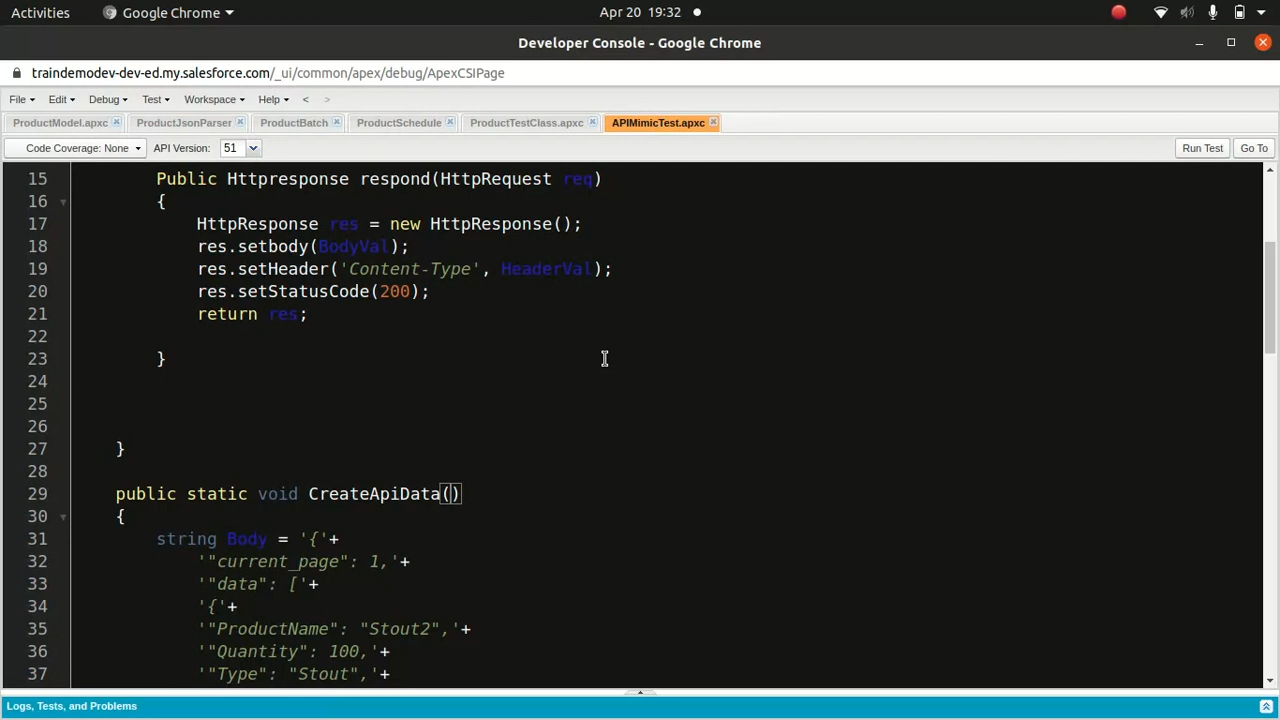 Activities Google Chrome Apr 20 19:32
Developer Console - Google Chrome
traindemodev-dev-ed.my.salesforce.com/_ui/common/apex/debug/ApexCSIPage
File Edit Debug Test Workspace Help < >
ProductModel.apxc ProductJsonParser ProductBatch ProductSchedule ProductTestClass.apxc APIMimicTest.apxc
Code Coverage: None API Version: 51 Run Test Go To
15 Public Httpresponse respond(HttpRequest req)
16 {
17 HttpResponse res = new HttpResponse();
18 res.setbody(BodyVal);
19 res.setHeader('Content-Type', HeaderVal);
20 res.setStatusCode(200);
21 return res;
22
23 }
24
25
26
27 }
28
29 public static void CreateApiData()
30 {
31 string Body = '{'+
32 '"current_page": 1,'+
33 '"data": ['+
34 '{'+
35 '"ProductName": "Stout2",'+
36 '"Quantity": 100,'+
37 '"Type": "Stout",'+
Logs, Tests, and Problems